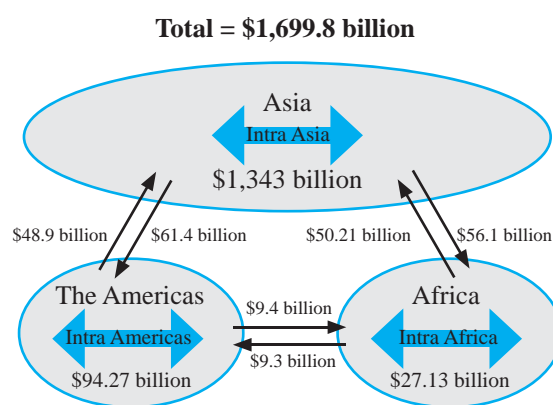 Total = $1,699.8 billion
Asia
Intra Asia
$1,343 billion
$48.9 billion
$61.4 billion
$50.21 billion
$56.1 billion
The Americas
Intra Americas
$94.27 billion
$9.4 billion
$9.3 billion
Africa
Intra Africa
$27.13 billion